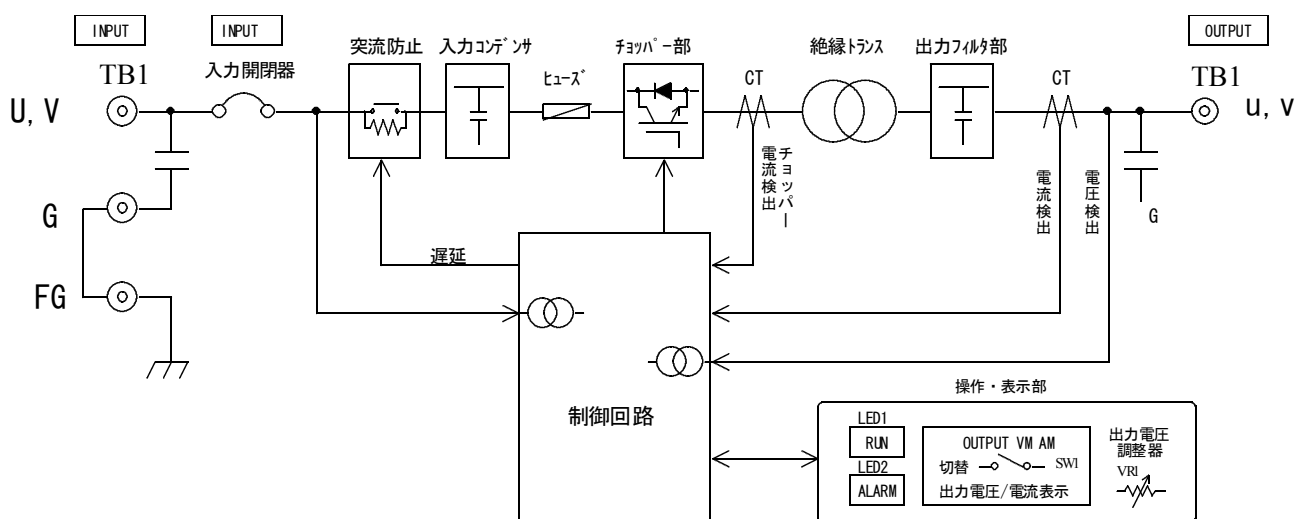 INPUT
INPUT
OUTPUT
突流防止
入力コンデンサ
チョッパー部
絶縁トランス
出力フィルタ部
TB1
入力開閉器
ヒューズ
CT
CT
TB1
U, V
u, v
チョッパー
電流検出
電流検出
電圧検出
G
G
遅延
FG
制御回路
操作・表示部
LED1
RUN
LED2
ALARM
OUTPUT VM AM
切替
SW1
出力電圧/電流表示
出力電圧
調整器
VR1